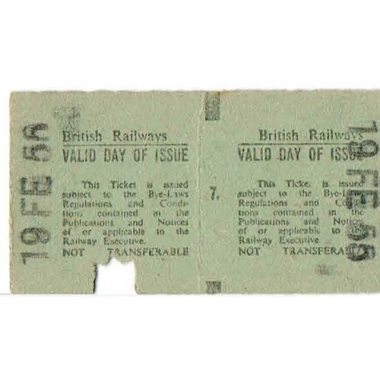 19 FE 66
British Railways
VALID DAY OF ISSUE
This Ticket is issued
subject to the Bye-Laws
Regulations and Condi-
tions contained in the
Publications and Notices
of or applicable to the
Railway Executive.
NOT TRANSFERABLE
7.
British Railways
VALID DAY OF ISSUE
This Ticket is issued
subject to the Bye-Laws
Regulations and Condi-
tions contained in the
Publications and Notices
of or applicable to the
Railway Executive.
NOT TRANSFERABLE
19 FE 66